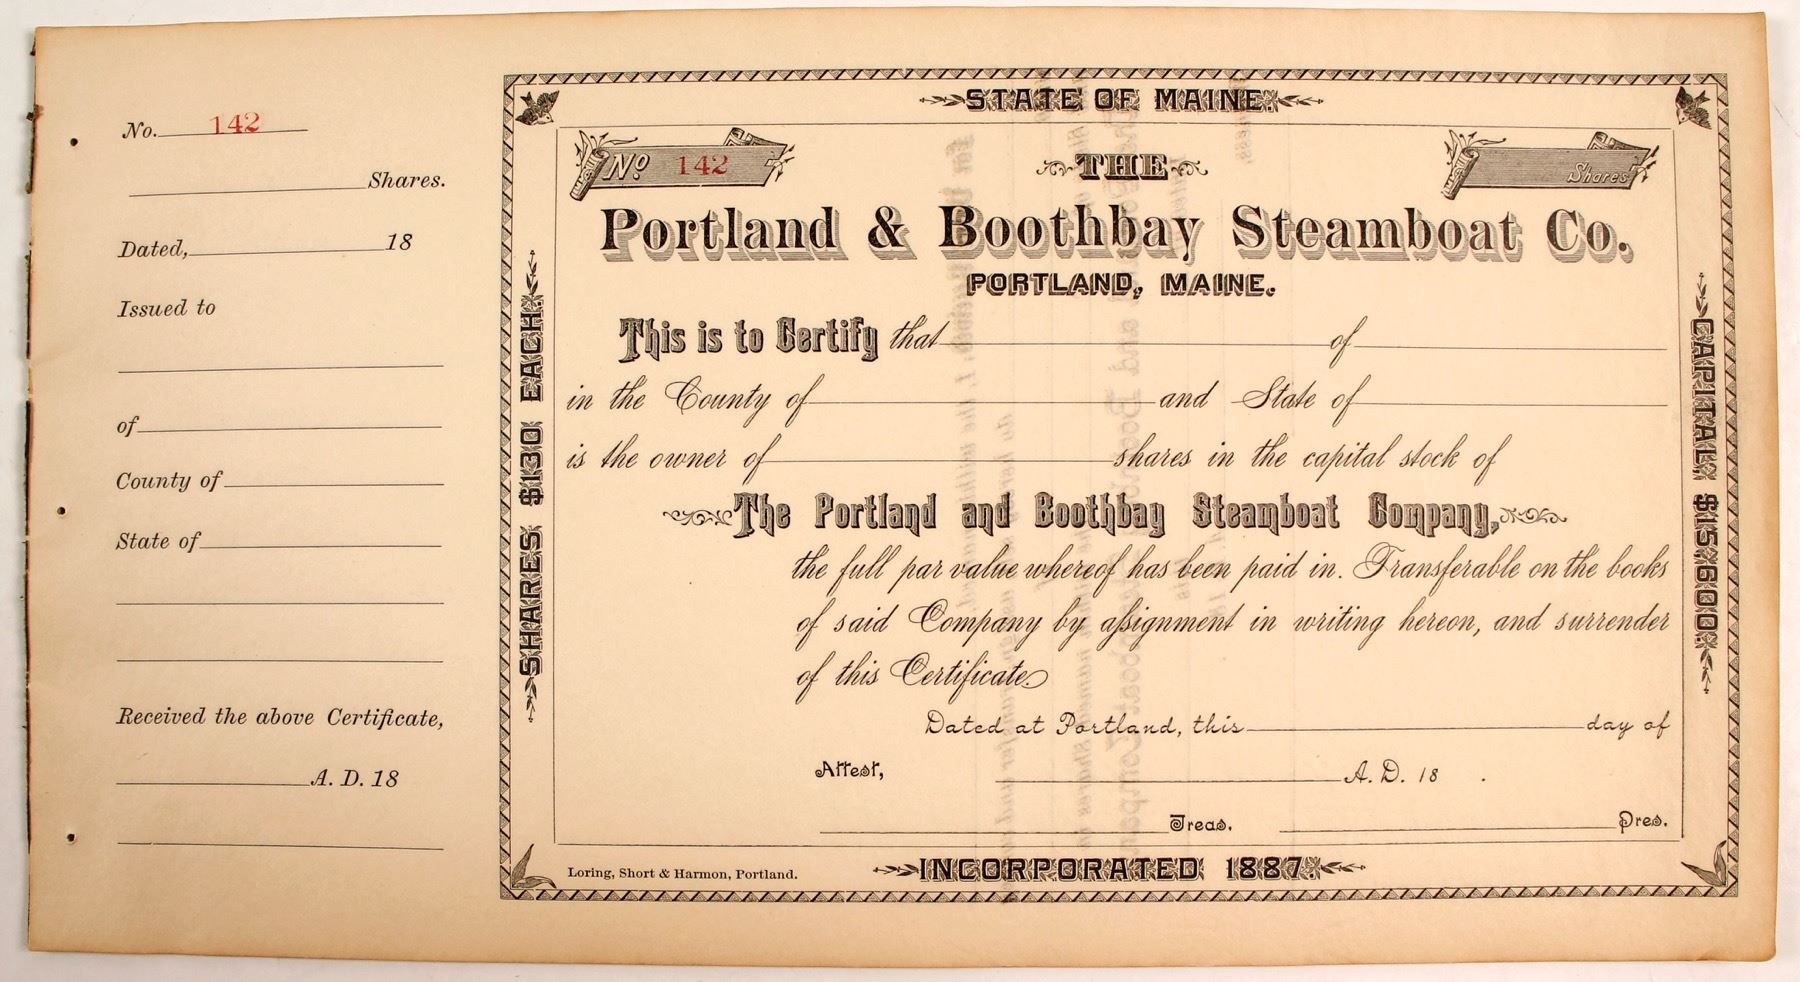 No. 142
Shares.
Dated, 18
Issued to
of
County of
State of
Received the above Certificate,
A. D. 18
STATE OF MAINE.
No 142
THE
Shares
Portland & Boothbay Steamboat Co.
PORTLAND, MAINE.
This is to Certify that of
in the County of and State of
is the owner of shares in the capital stock of
The Portland and Boothbay Steamboat Company,
the full par value whereof has been paid in. Transferable on the books
of said Company by assignment in writing hereon, and surrender
of this Certificate.
Dated at Portland, this day of
Attest, A. D. 18 .
Treas. Pres.
SHARES $130 EACH.
CAPITAL, $15,600.
Loring, Short & Harmon, Portland.
INCORPORATED 1887.